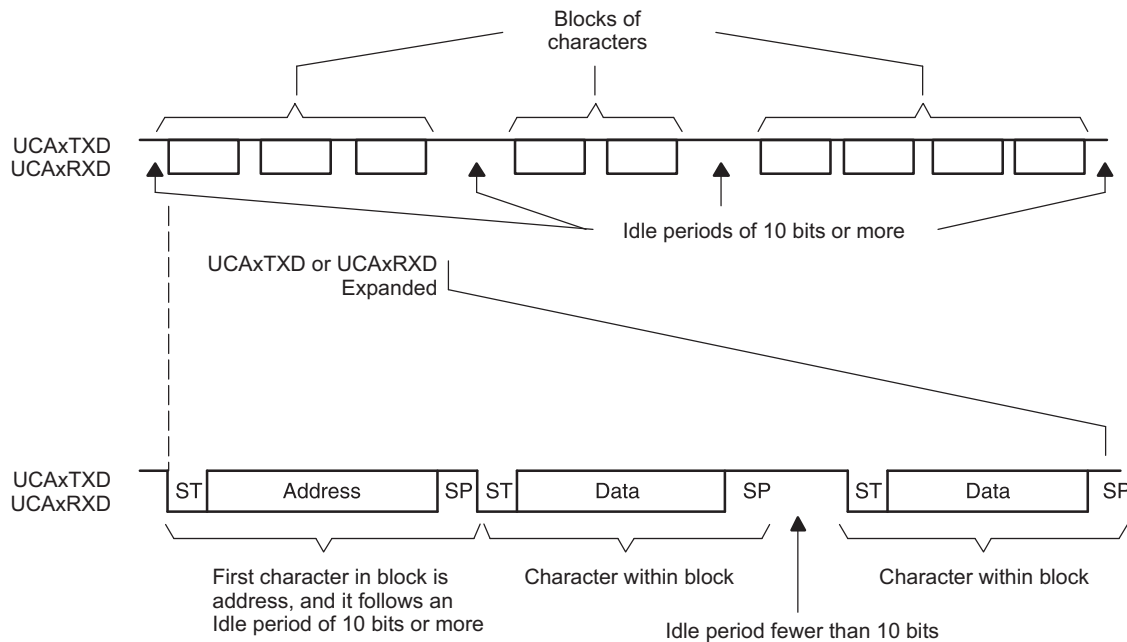 Blocks of
characters
UCAxTXD
UCAxRXD
Idle periods of 10 bits or more
UCAxTXD or UCAxRXD
Expanded
UCAxTXD
UCAxRXD
ST Address SP ST Data SP ST Data SP
First character in block is
address, and it follows an
Idle period of 10 bits or more
Character within block
Character within block
Idle period fewer than 10 bits